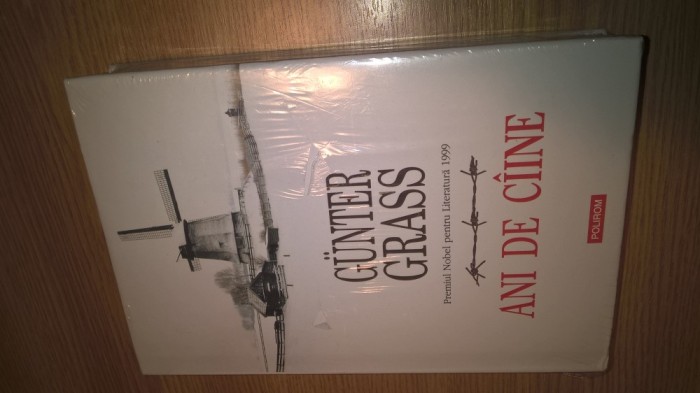 GÜNTER
GRASS
Premiul Nobel pentru Literatură 1999
ANI DE CÎINE
POLIROM